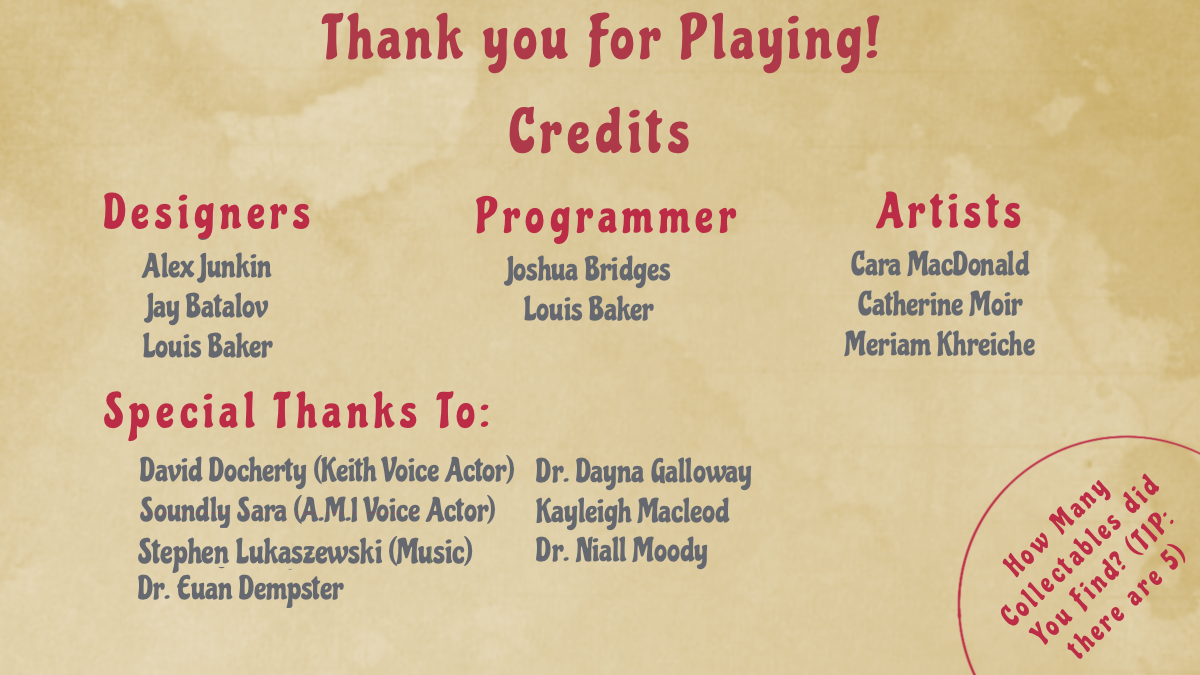 Thank you for Playing!
Credits
Designers
Alex Junkin
Jay Batalov
Louis Baker
Programmer
Joshua Bridges
Louis Baker
Artists
Cara MacDonald
Catherine Moir
Meriam Khreiche
Special Thanks To:
David Docherty (Keith Voice Actor)
Soundly Sara (A.M.I Voice Actor)
Stephen Lukaszewski (Music)
Dr. Euan Dempster
Dr. Dayna Galloway
Kayleigh Macleod
Dr. Niall Moody
How Many
Collectables did
You Find? (TIP:
there are 5)